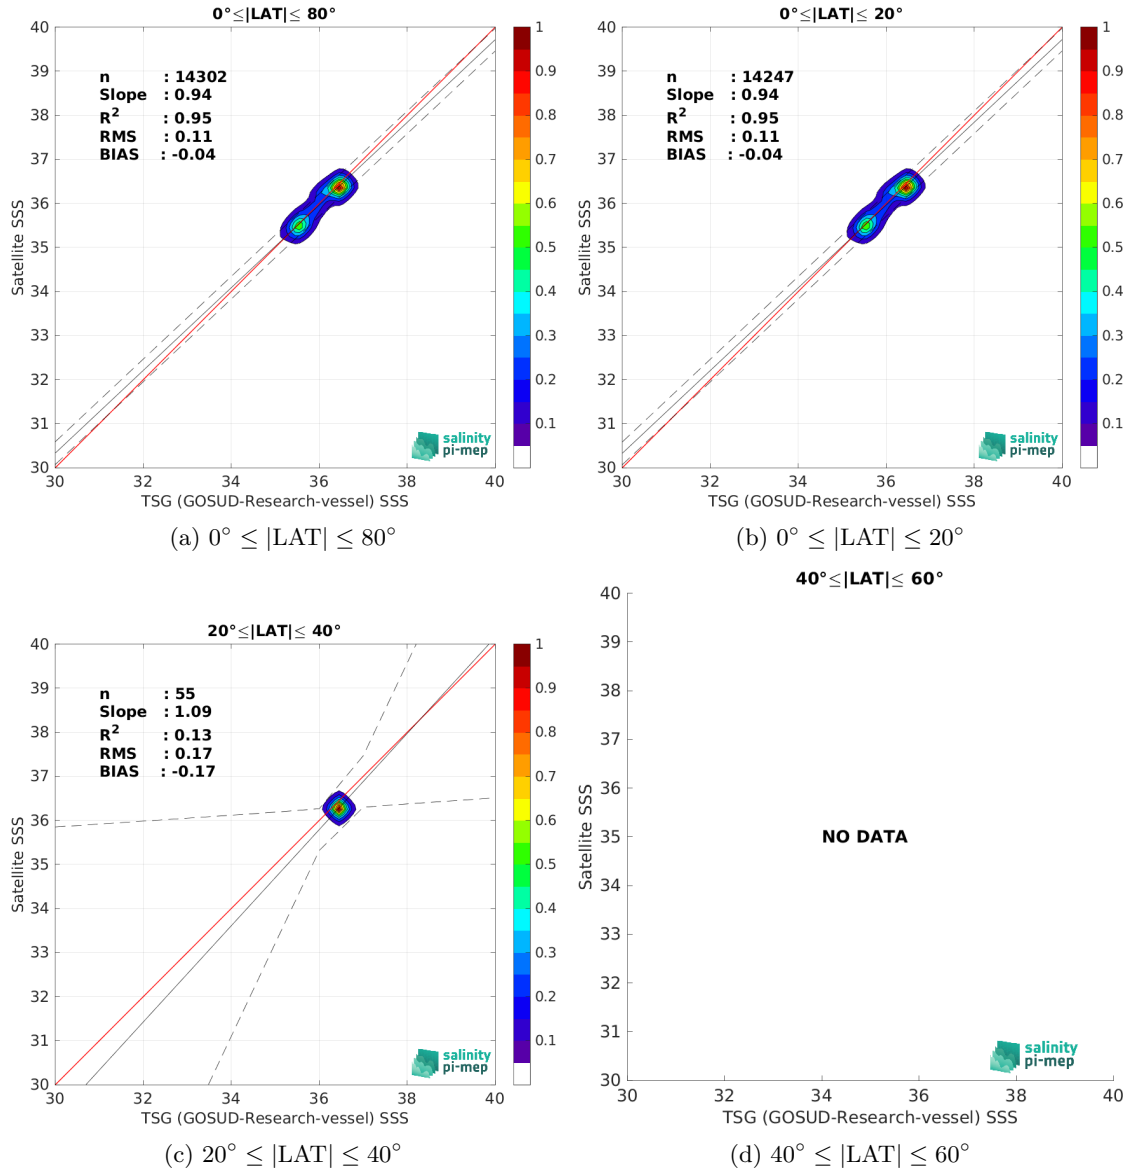 0°≤|LAT|≤ 80°
40
39
38
37
36
35
34
33
32
31
30
30
32
34
36
38
40
Satellite SSS
TSG (GOSUD-Research-vessel) SSS
n : 14302
Slope : 0.94
R² : 0.95
RMS : 0.11
BIAS : -0.04
salinity
pi-mep
1
0.9
0.8
0.7
0.6
0.5
0.4
0.3
0.2
0.1
(a) 0° ≤ |LAT| ≤ 80°
0°≤|LAT|≤ 20°
40
39
38
37
36
35
34
33
32
31
30
30
32
34
36
38
40
Satellite SSS
TSG (GOSUD-Research-vessel) SSS
n : 14247
Slope : 0.94
R² : 0.95
RMS : 0.11
BIAS : -0.04
salinity
pi-mep
1
0.9
0.8
0.7
0.6
0.5
0.4
0.3
0.2
0.1
(b) 0° ≤ |LAT| ≤ 20°
20°≤|LAT|≤ 40°
40
39
38
37
36
35
34
33
32
31
30
30
32
34
36
38
40
Satellite SSS
TSG (GOSUD-Research-vessel) SSS
n : 55
Slope : 1.09
R² : 0.13
RMS : 0.17
BIAS : -0.17
salinity
pi-mep
1
0.9
0.8
0.7
0.6
0.5
0.4
0.3
0.2
0.1
(c) 20° ≤ |LAT| ≤ 40°
40°≤|LAT|≤ 60°
40
39
38
37
36
35
34
33
32
31
30
30
32
34
36
38
40
Satellite SSS
TSG (GOSUD-Research-vessel) SSS
NO DATA
salinity
pi-mep
(d) 40° ≤ |LAT| ≤ 60°